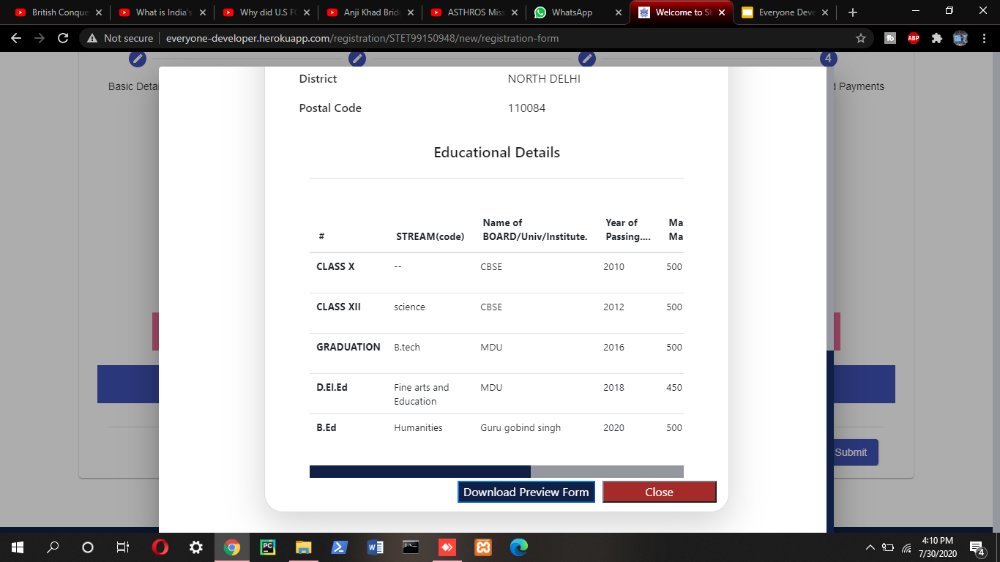 British Conque
What is India's
Why did U.S F
Anji Khad Brid
ASTHROS Miss
WhatsApp
Welcome to St
Everyone Deve
Not secure
everyone-developer.herokuapp.com/registration/STET99150948/new/registration-form
ABP
4
Basic Detai
d Payments
District NORTH DELHI
Postal Code 110084
Educational Details
# STREAM(code) Name of BOARD/Univ/Institute. Year of Passing.... Ma Ma
CLASS X -- CBSE 2010 500
CLASS XII science CBSE 2012 500
GRADUATION B.tech MDU 2016 500
D.El.Ed Fine arts and Education MDU 2018 450
B.Ed Humanities Guru gobind singh 2020 500
Submit
Download Preview Form
Close
PC
4:10 PM
7/30/2020
4